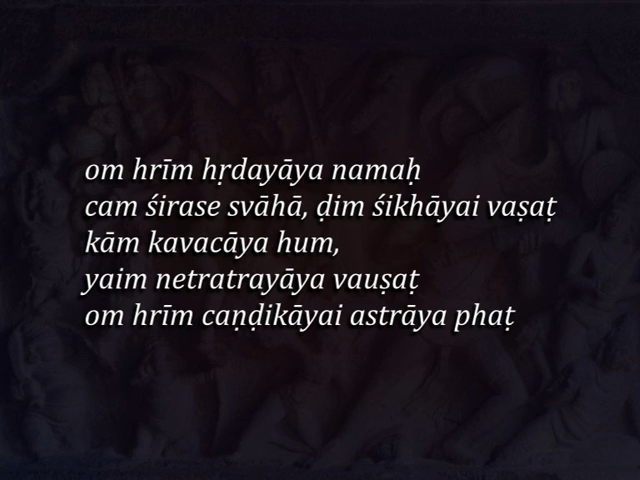 om hrīm hṛdayāya namaḥ
cam śirase svāhā, ḍim śikhāyai vaṣaṭ
kām kavacāya hum,
yaim netratrayāya vauṣaṭ
om hrīm caṇḍikāyai astrāya phaṭ